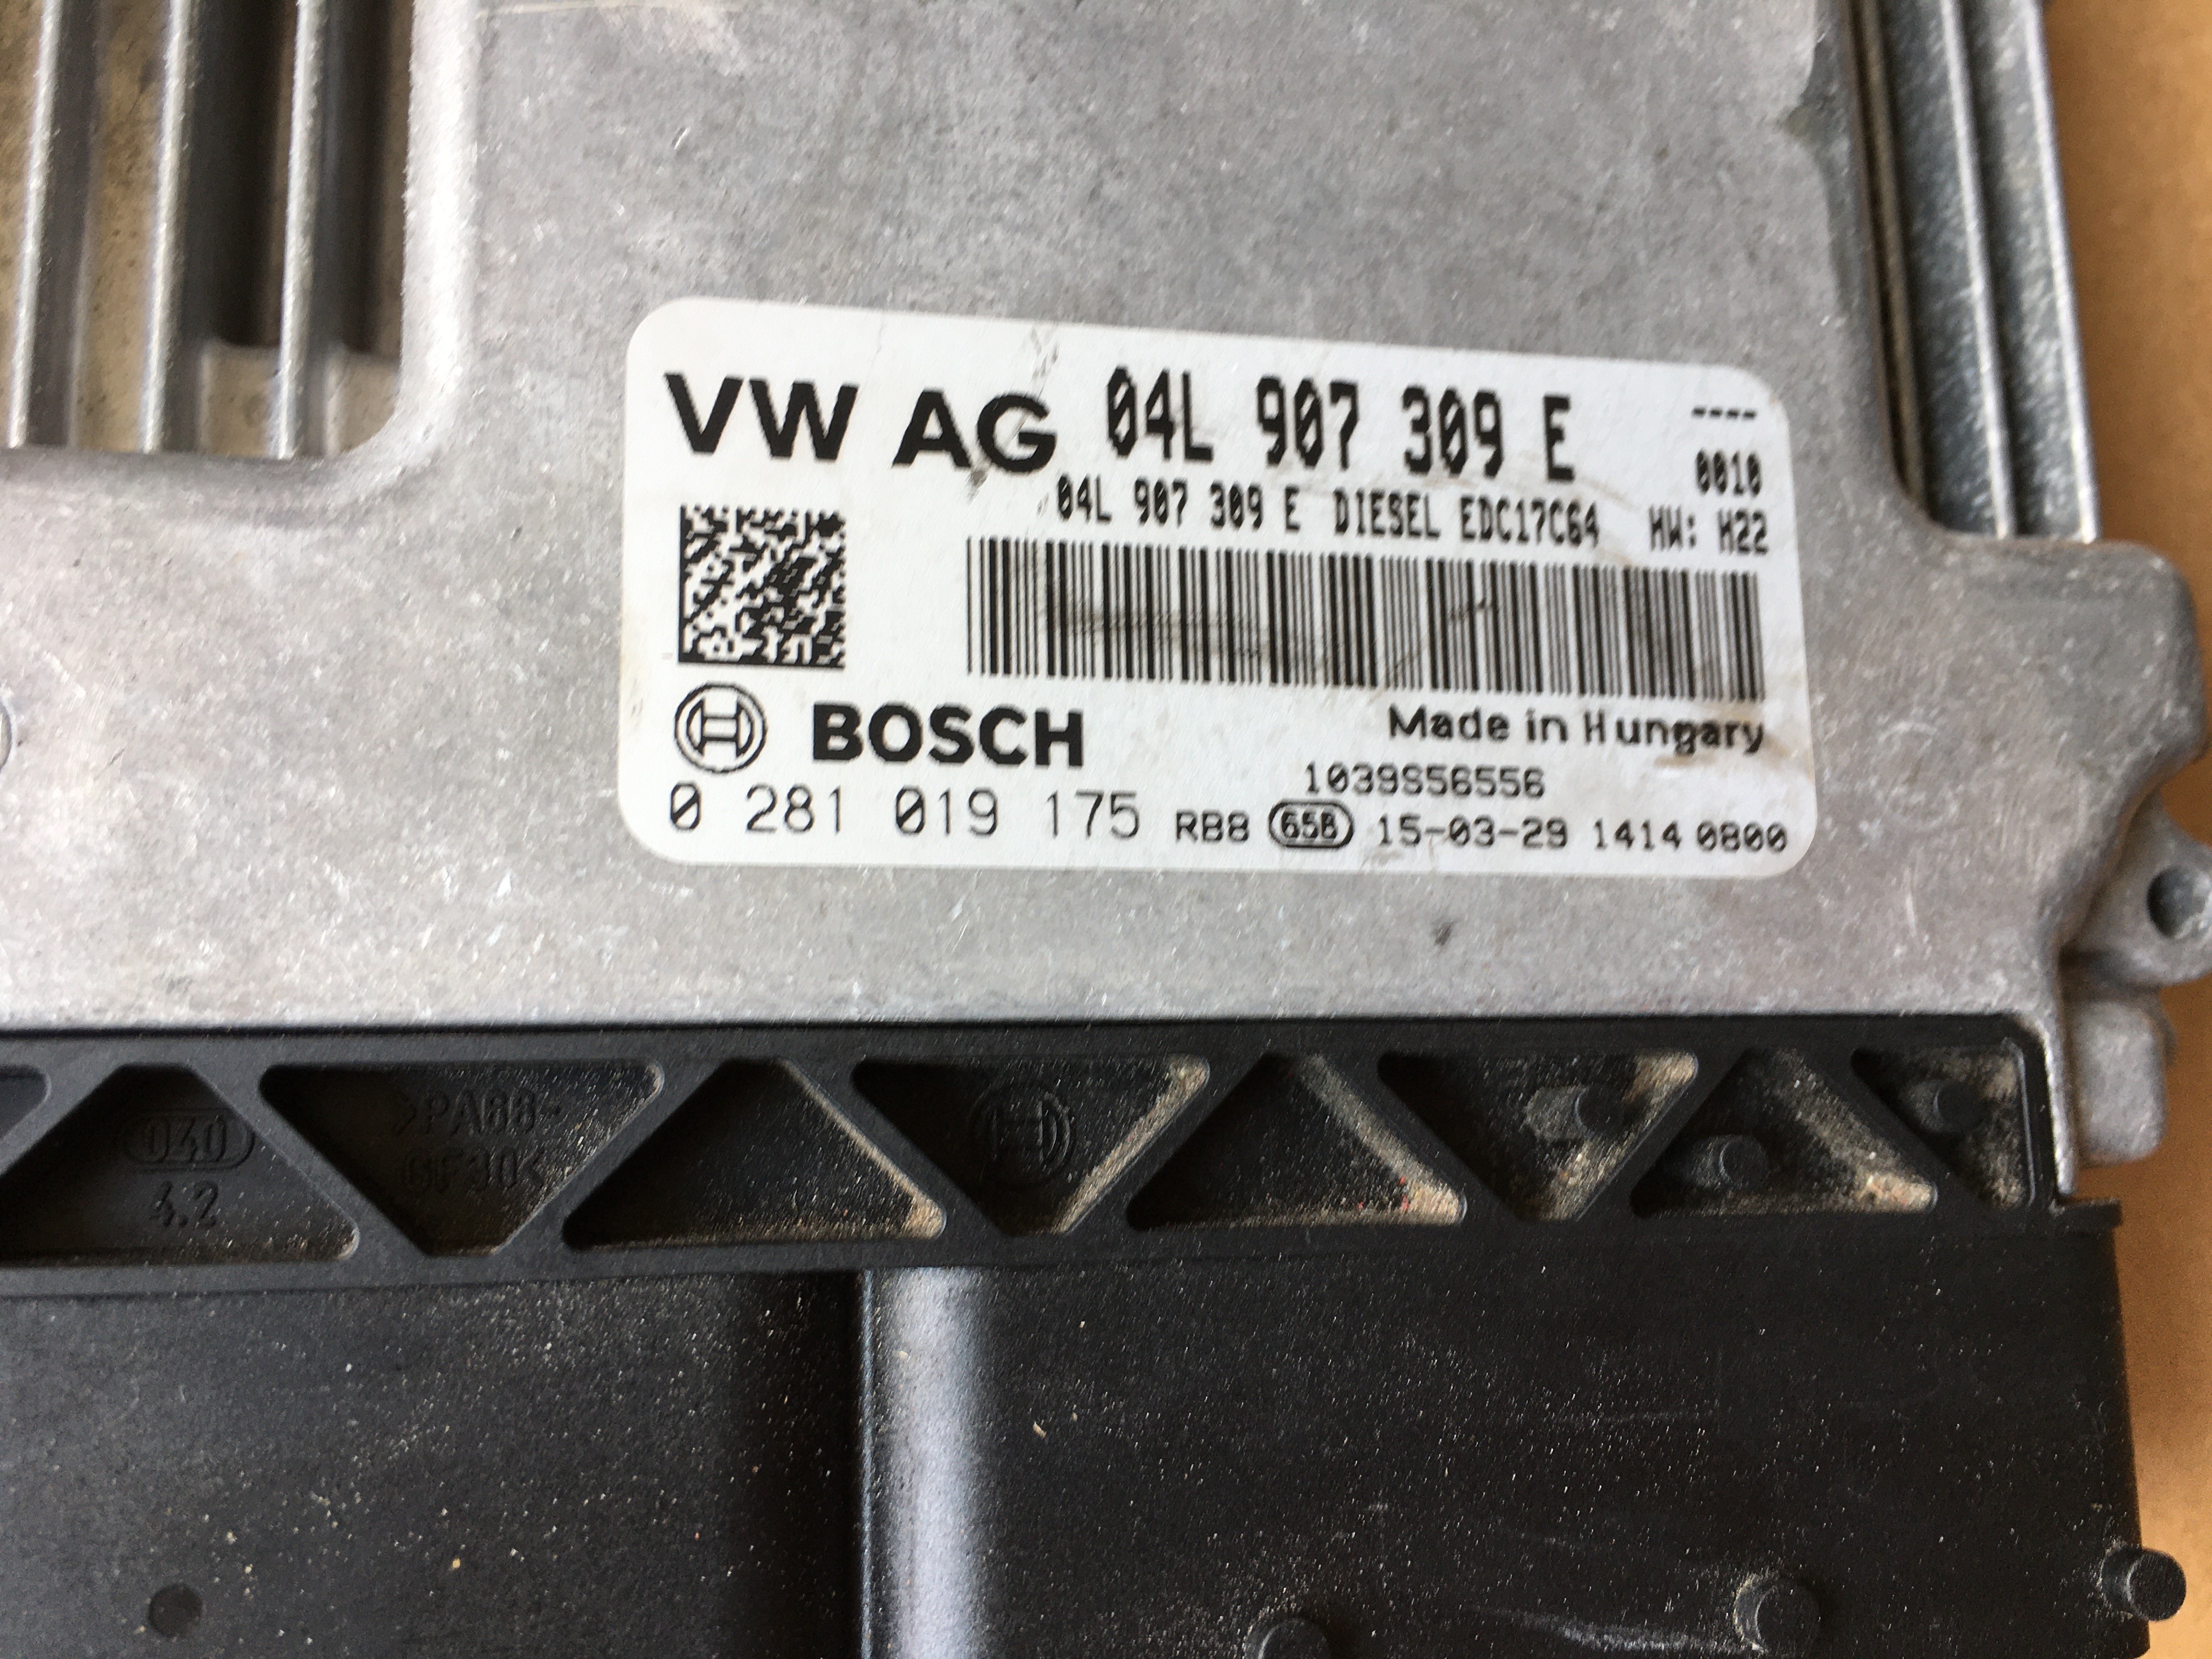 VW AG 04L 907 309 E ----
0010
04L 907 309 E DIESEL EDC17C64 HW: H22
BOSCH
Made in Hungary
1039S56556
0 281 019 175 RB8 65B 15-03-29 1414 0800
040
4.2
>PA66-
GF30<